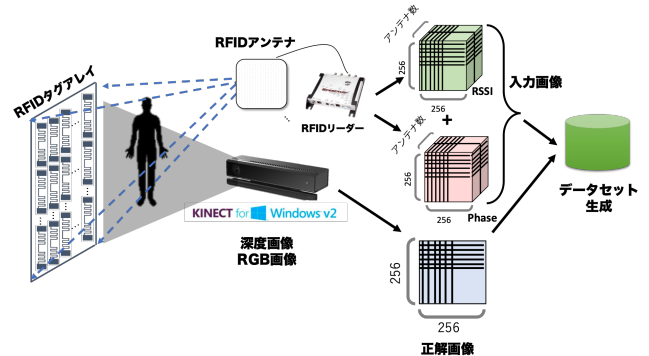 RFIDタグアレイ
RFIDアンテナ
RFIDリーダー
...
KINECT for Windows v2
深度画像
RGB画像
アンテナ数
256
256
RSSI
+
アンテナ数
256
256
Phase
入力画像
256
256
正解画像
データセット
生成